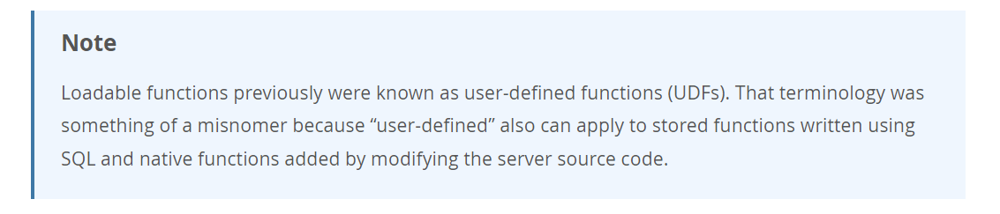 Note
Loadable functions previously were known as user-defined functions (UDFs). That terminology was
something of a misnomer because “user-defined” also can apply to stored functions written using
SQL and native functions added by modifying the server source code.